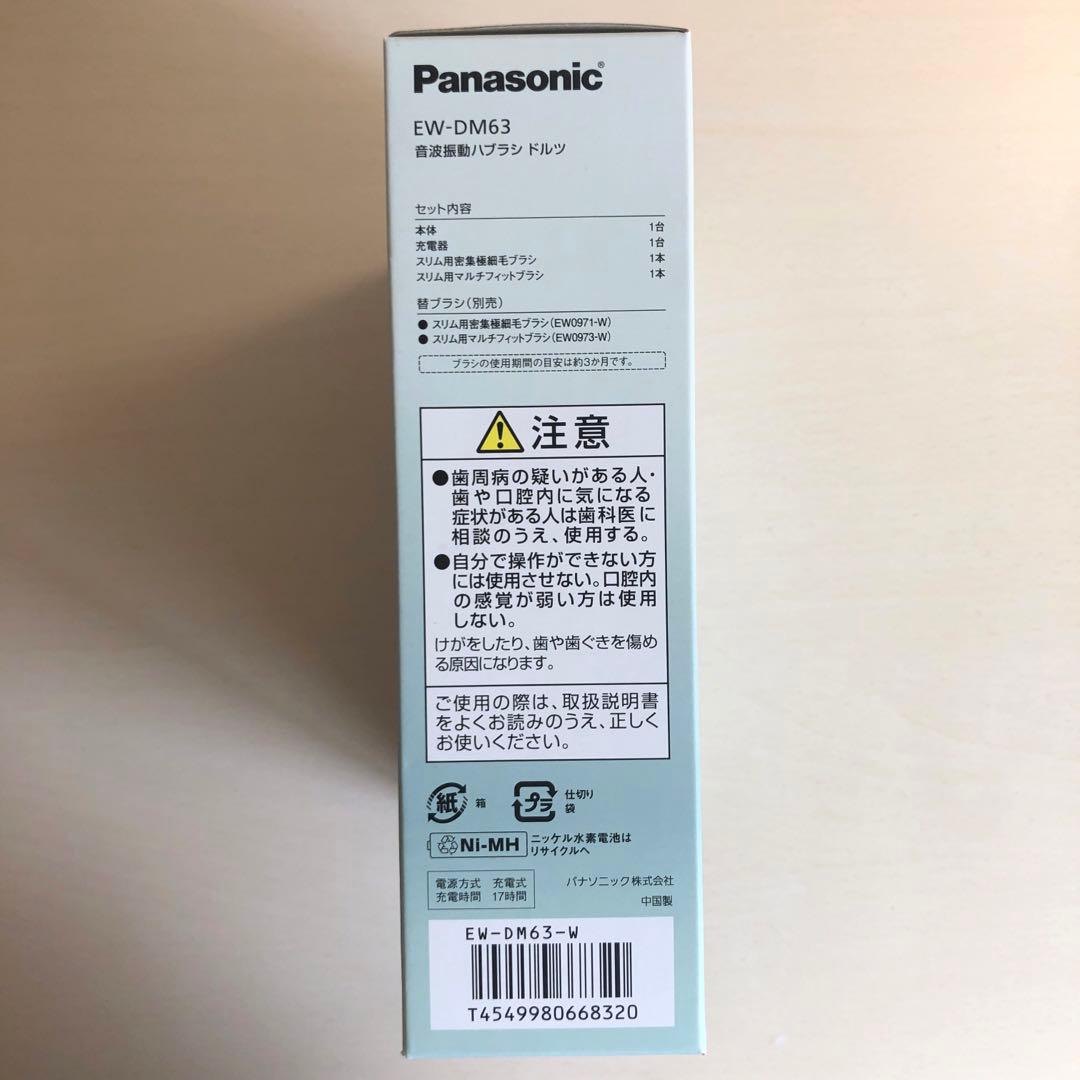 Panasonic®
EW-DM63
音波振動ハブラシ ドルツ
セット内容
本体 1台
充電器 1台
スリム用密集極細毛ブラシ 1本
スリム用マルチフィットブラシ 1本
替ブラシ(別売)
● スリム用密集極細毛ブラシ(EW0971-W)
● スリム用マルチフィットブラシ(EW0973-W)
ブラシの使用期間の目安は約3か月です。
注意
●歯周病の疑いがある人・
歯や口腔内に気になる
症状がある人は歯科医に
相談のうえ、使用する。
●自分で操作ができない方
には使用させない。口腔内
の感覚が弱い方は使用
しない。
けがをしたり、歯や歯ぐきを傷め
る原因になります。
ご使用の際は、取扱説明書
をよくお読みのうえ、正しく
お使いください。
紙 箱
プラ 仕切り
袋
Ni-MH ニッケル水素電池は
リサイクルへ
電源方式 充電式
充電時間 17時間
パナソニック株式会社
中国製
EW-DM63-W
T4549980668320